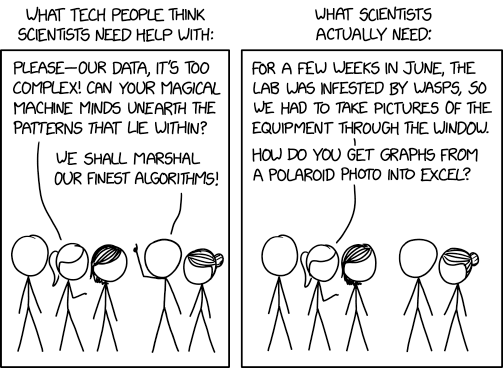 WHAT TECH PEOPLE THINK
SCIENTISTS NEED HELP WITH:
PLEASE—OUR DATA, IT'S TOO
COMPLEX! CAN YOUR MAGICAL
MACHINE MINDS UNEARTH THE
PATTERNS THAT LIE WITHIN?
WE SHALL MARSHAL
OUR FINEST ALGORITHMS!
WHAT SCIENTISTS
ACTUALLY NEED:
FOR A FEW WEEKS IN JUNE, THE
LAB WAS INFESTED BY WASPS, SO
WE HAD TO TAKE PICTURES OF THE
EQUIPMENT THROUGH THE WINDOW.
HOW DO YOU GET GRAPHS FROM
A POLAROID PHOTO INTO EXCEL?